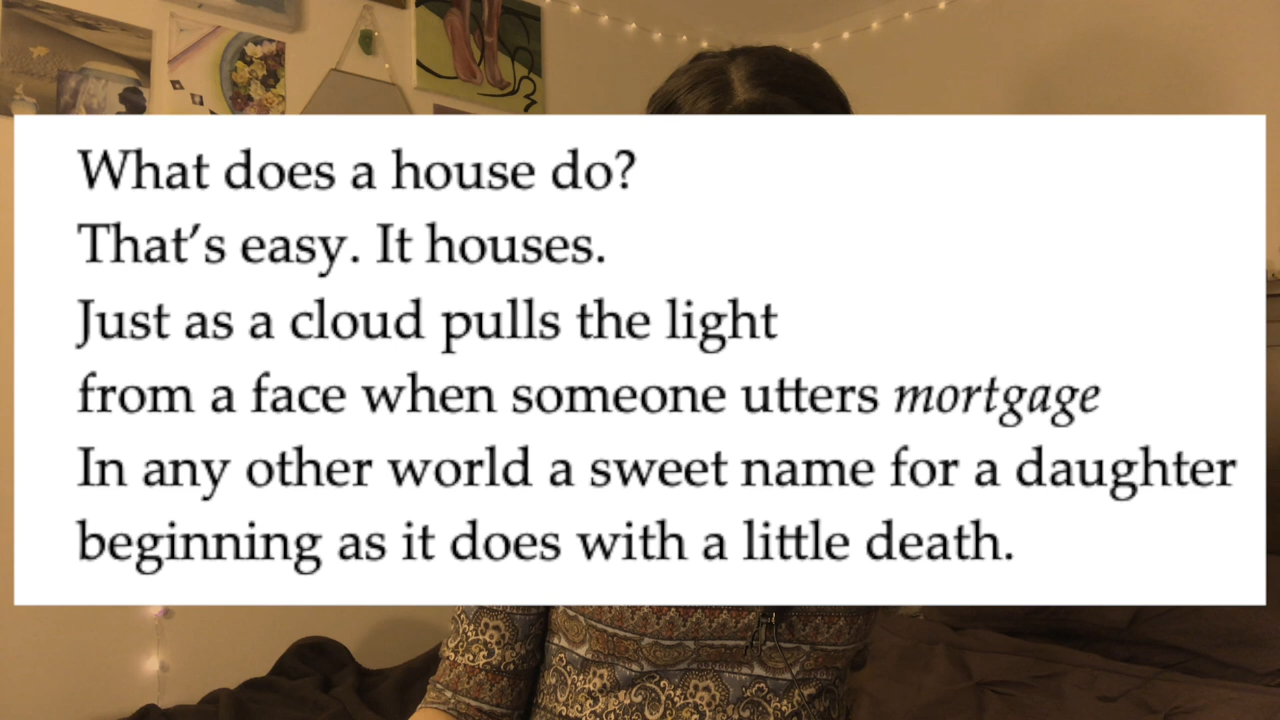 What does a house do?
That's easy. It houses.
Just as a cloud pulls the light
from a face when someone utters mortgage
In any other world a sweet name for a daughter
beginning as it does with a little death.